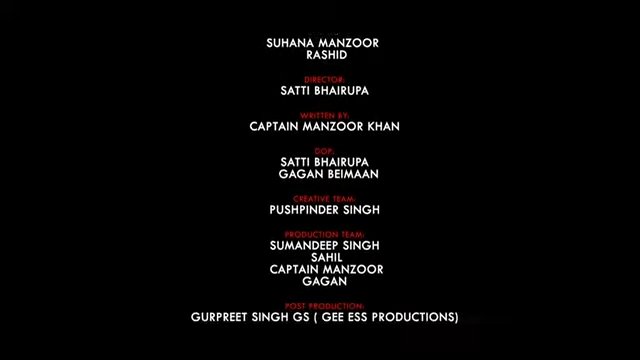 SUHANA MANZOOR
RASHID
DIRECTOR:
SATTI BHAIRUPA
WRITTEN BY:
CAPTAIN MANZOOR KHAN
DOP:
SATTI BHAIRUPA
GAGAN BEIMAAN
CREATIVE TEAM:
PUSHPINDER SINGH
PRODUCTION TEAM:
SUMANDEEP SINGH
SAHIL
CAPTAIN MANZOOR
GAGAN
POST PRODUCTION:
GURPREET SINGH GS ( GEE ESS PRODUCTIONS)